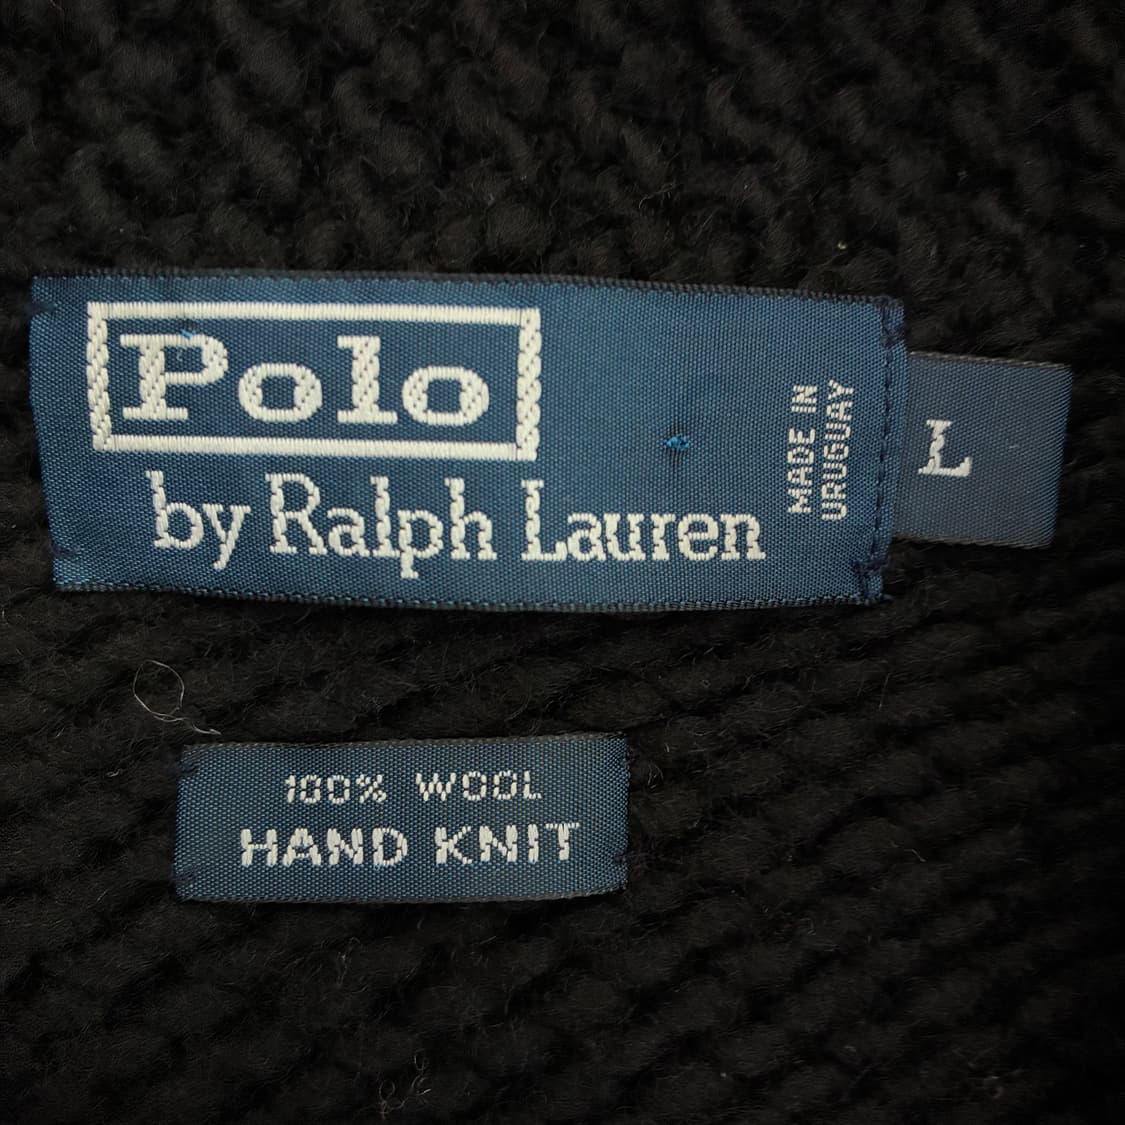 Polo
by Ralph Lauren
MADE IN
URUGUAY
L
100% WOOL
HAND KNIT